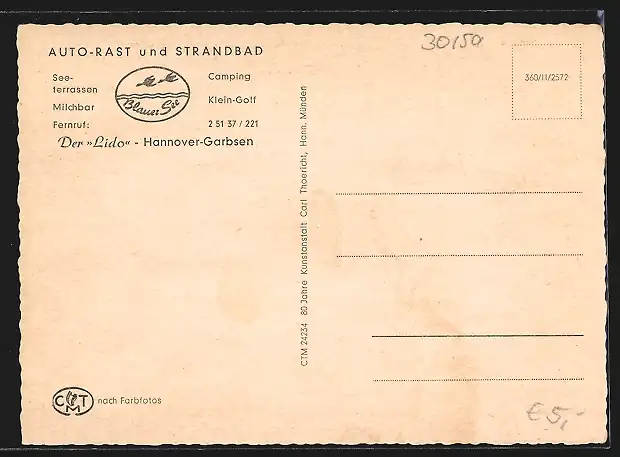 AUTO-RAST und STRANDBAD
See-
terrassen
Milchbar
Fernruf:
Blauer See
Camping
Klein-Golf
2 51 37 / 221
Der »Lido« - Hannover-Garbsen
CTM 24234 80 Jahre Kunstanstalt Carl Thoericht, Hann. Münden
30159
360/11/2572
CMT nach Farbfotos
€5,-